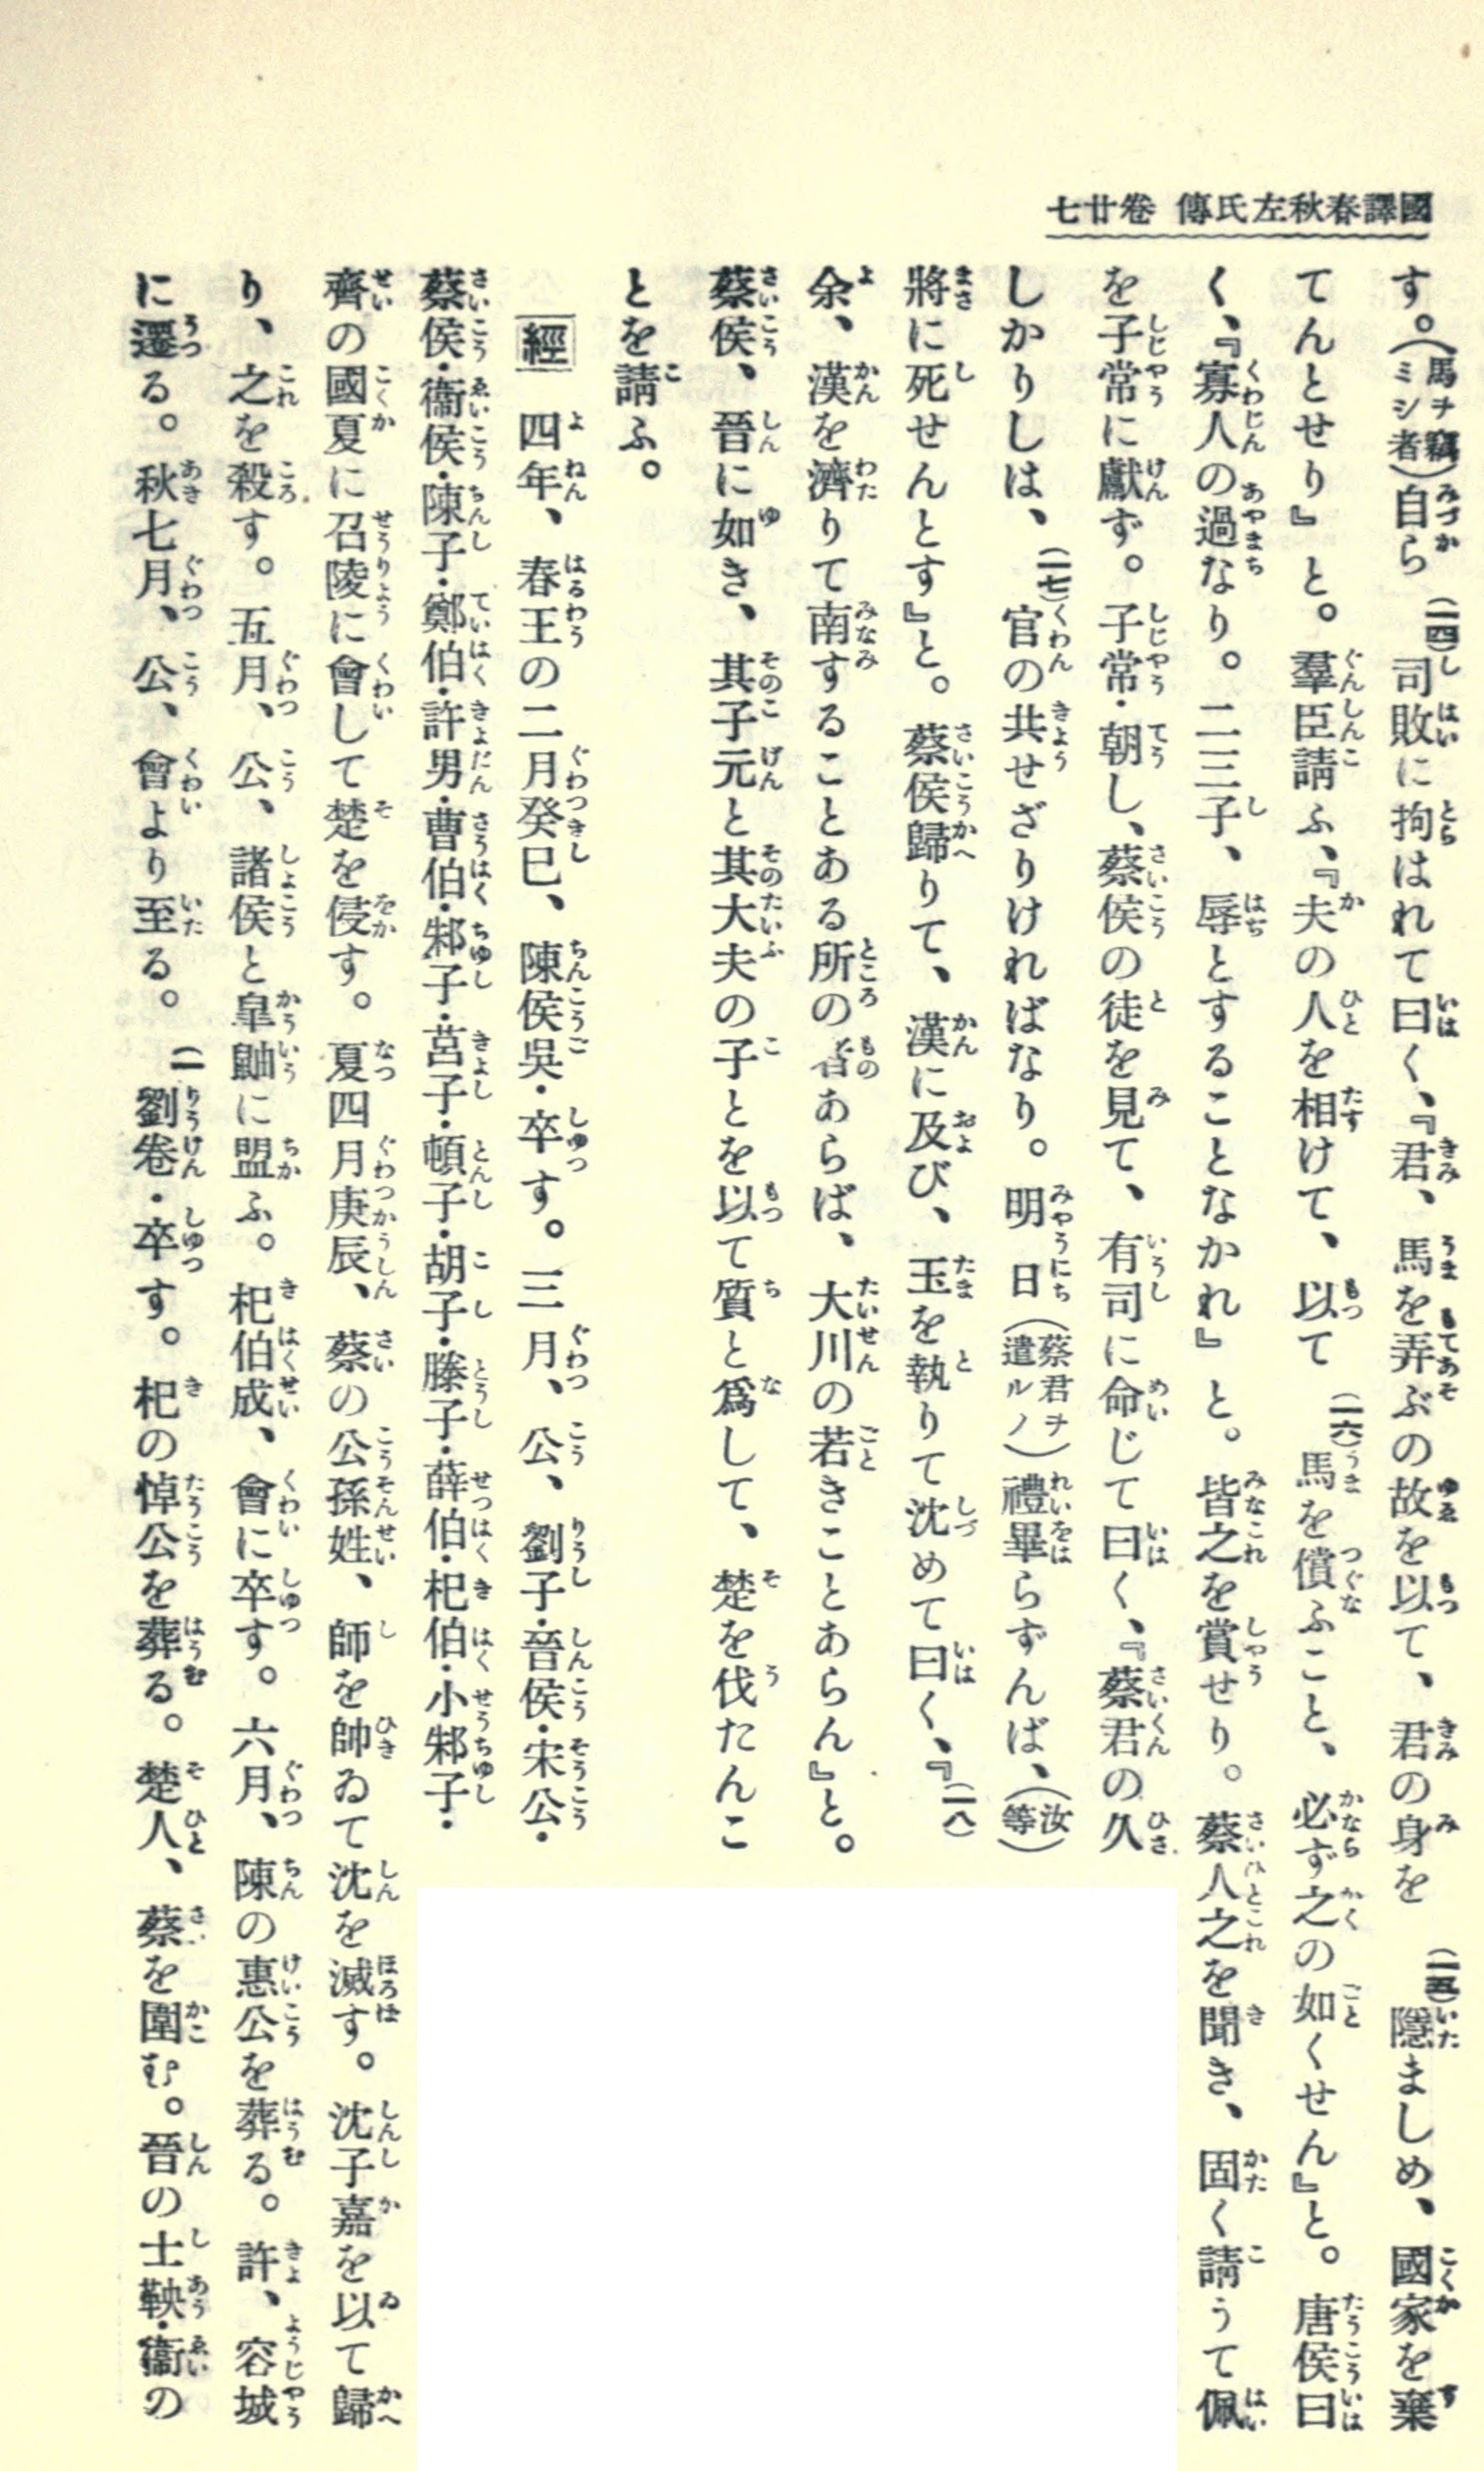 國譯春秋左氏傳 卷廿七
す。(馬チ竊ミシ者)自ら(一四)司敗に拘はれて曰く、『君、馬を弄ぶの故を以て、君の身を(一五)隱ましめ、國家を棄
てんとせり』と。羣臣請ふ、『夫の人を相けて、以て(一六)馬を償ふこと、必ず之の如くせん』と。唐侯曰
く、『寡人の過なり。二三子、辱とすることなかれ』と。皆之を賞せり。蔡人之を聞き、固く請うて佩
を子常に獻ず。子常・朝し、蔡侯の徒を見て、有司に命じて曰く、『蔡君の久
しかりしは、(一七)官の共せざりければなり。明日(蔡君チ遣ルノ)禮畢らずんば、(汝等)
將に死せんとす』と。蔡侯歸りて、漢に及び、玉を執りて沈めて曰く、『(一八)
余、漢を濟りて南することある所の者あらば、大川の若きことあらん』と。
蔡侯、晉に如き、其子元と其大夫の子とを以て質と爲して、楚を伐たんこ
とを請ふ。
經 四年、春王の二月癸巳、陳侯吳・卒す。三月、公、劉子・晉侯・宋公・
蔡侯・衞侯・陳子・鄭伯・許男・曹伯・邾子・莒子・頓子・胡子・滕子・薛伯・杞伯・小邾子・
齊の國夏に召陵に會して楚を侵す。夏四月庚辰、蔡の公孫姓、師を帥ゐて沈を滅す。沈子嘉を以て歸
り、之を殺す。五月、公、諸侯と皐鼬に盟ふ。杞伯成、會に卒す。六月、陳の惠公を葬る。許、容城
に遷る。秋七月、公、會より至る。(一)劉卷・卒す。杞の悼公を葬る。楚人、蔡を圍む。晉の士鞅・衞の